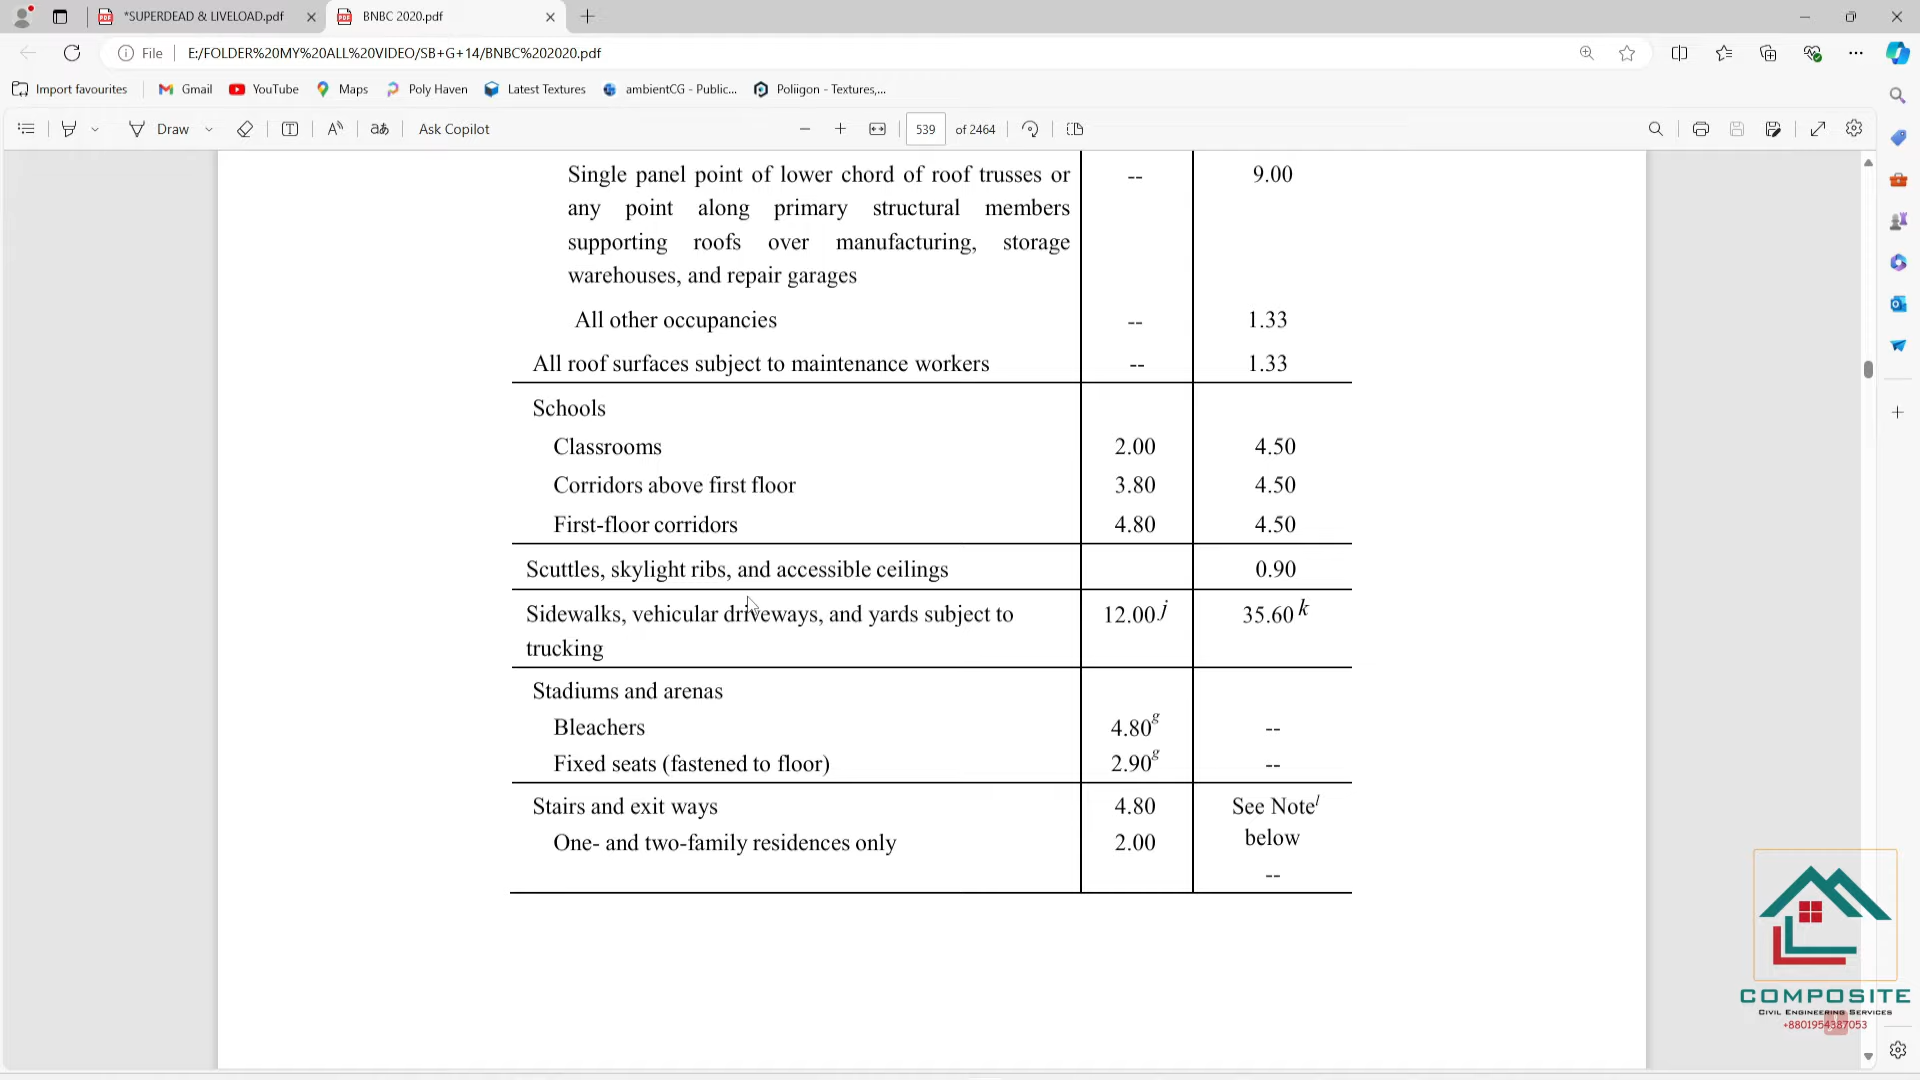 *SUPERDEAD & LIVELOAD.pdf
BNBC 2020.pdf
File
E:/FOLDER%20MY%20ALL%20VIDEO/SB+G+14/BNBC%202020.pdf
Import favourites
Gmail
YouTube
Maps
Poly Haven
Latest Textures
ambientCG - Public...
Poliigon - Textures,...
Draw
Ask Copilot
539 of 2464
Single panel point of lower chord of roof trusses or -- 9.00
any point along primary structural members
supporting roofs over manufacturing, storage
warehouses, and repair garages
All other occupancies -- 1.33
All roof surfaces subject to maintenance workers -- 1.33
Schools
Classrooms 2.00 4.50
Corridors above first floor 3.80 4.50
First-floor corridors 4.80 4.50
Scuttles, skylight ribs, and accessible ceilings 0.90
Sidewalks, vehicular driveways, and yards subject to 12.00 j 35.60 k
trucking
Stadiums and arenas
Bleachers 4.80g --
Fixed seats (fastened to floor) 2.90g --
Stairs and exit ways 4.80 See Note l
One- and two-family residences only 2.00 below
--
COMPOSITE
CIVIL ENGINEERING SERVICES
+8801954387053